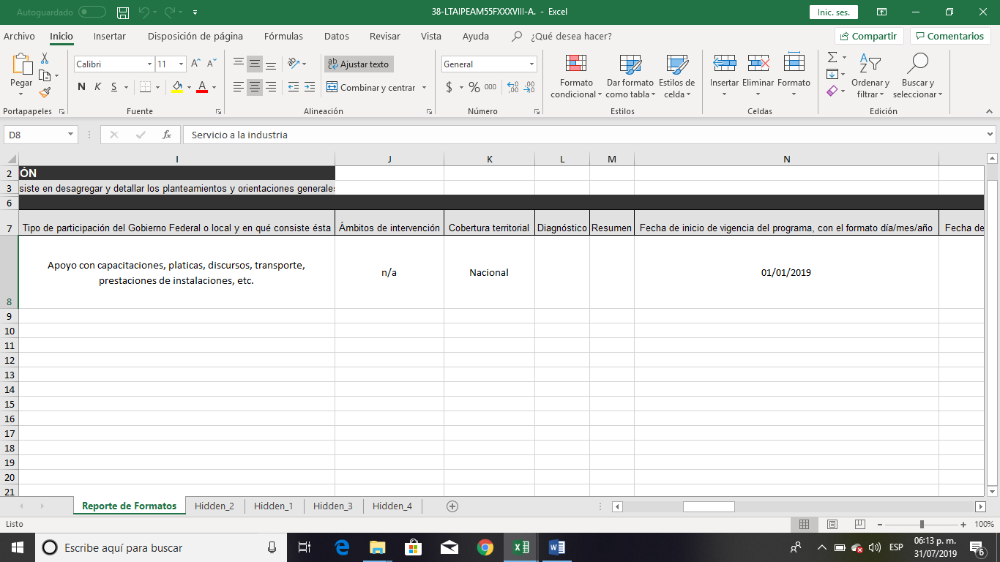 Autoguardado
38-LTAIPEAM55FXXXVIII-A. - Excel
Inic. ses.
Archivo Inicio Insertar Disposición de página Fórmulas Datos Revisar Vista Ayuda ¿Qué desea hacer? Compartir Comentarios
Pegar
Calibri 11
N K S
Ajustar texto
Combinar y centrar
General
$ % 000
Formato condicional
Dar formato como tabla
Estilos de celda
Insertar Eliminar Formato
Ordenar y filtrar
Buscar y seleccionar
Portapapeles Fuente Alineación Número Estilos Celdas Edición
D8 fx Servicio a la industria
I J K L M N
2 ÓN
3 siste en desagregar y detallar los planteamientos y orientaciones generale
6
7 Tipo de participación del Gobierno Federal o local y en qué consiste ésta Ámbitos de intervención Cobertura territorial Diagnóstico Resumen Fecha de inicio de vigencia del programa, con el formato día/mes/año Fecha de
Apoyo con capacitaciones, platicas, discursos, transporte,
prestaciones de instalaciones, etc. n/a Nacional 01/01/2019
8
9
10
11
12
13
14
15
16
17
18
19
20
21
Reporte de Formatos Hidden_2 Hidden_1 Hidden_3 Hidden_4
Listo 100%
Escribe aquí para buscar
ESP
06:13 p. m.
31/07/2019
6